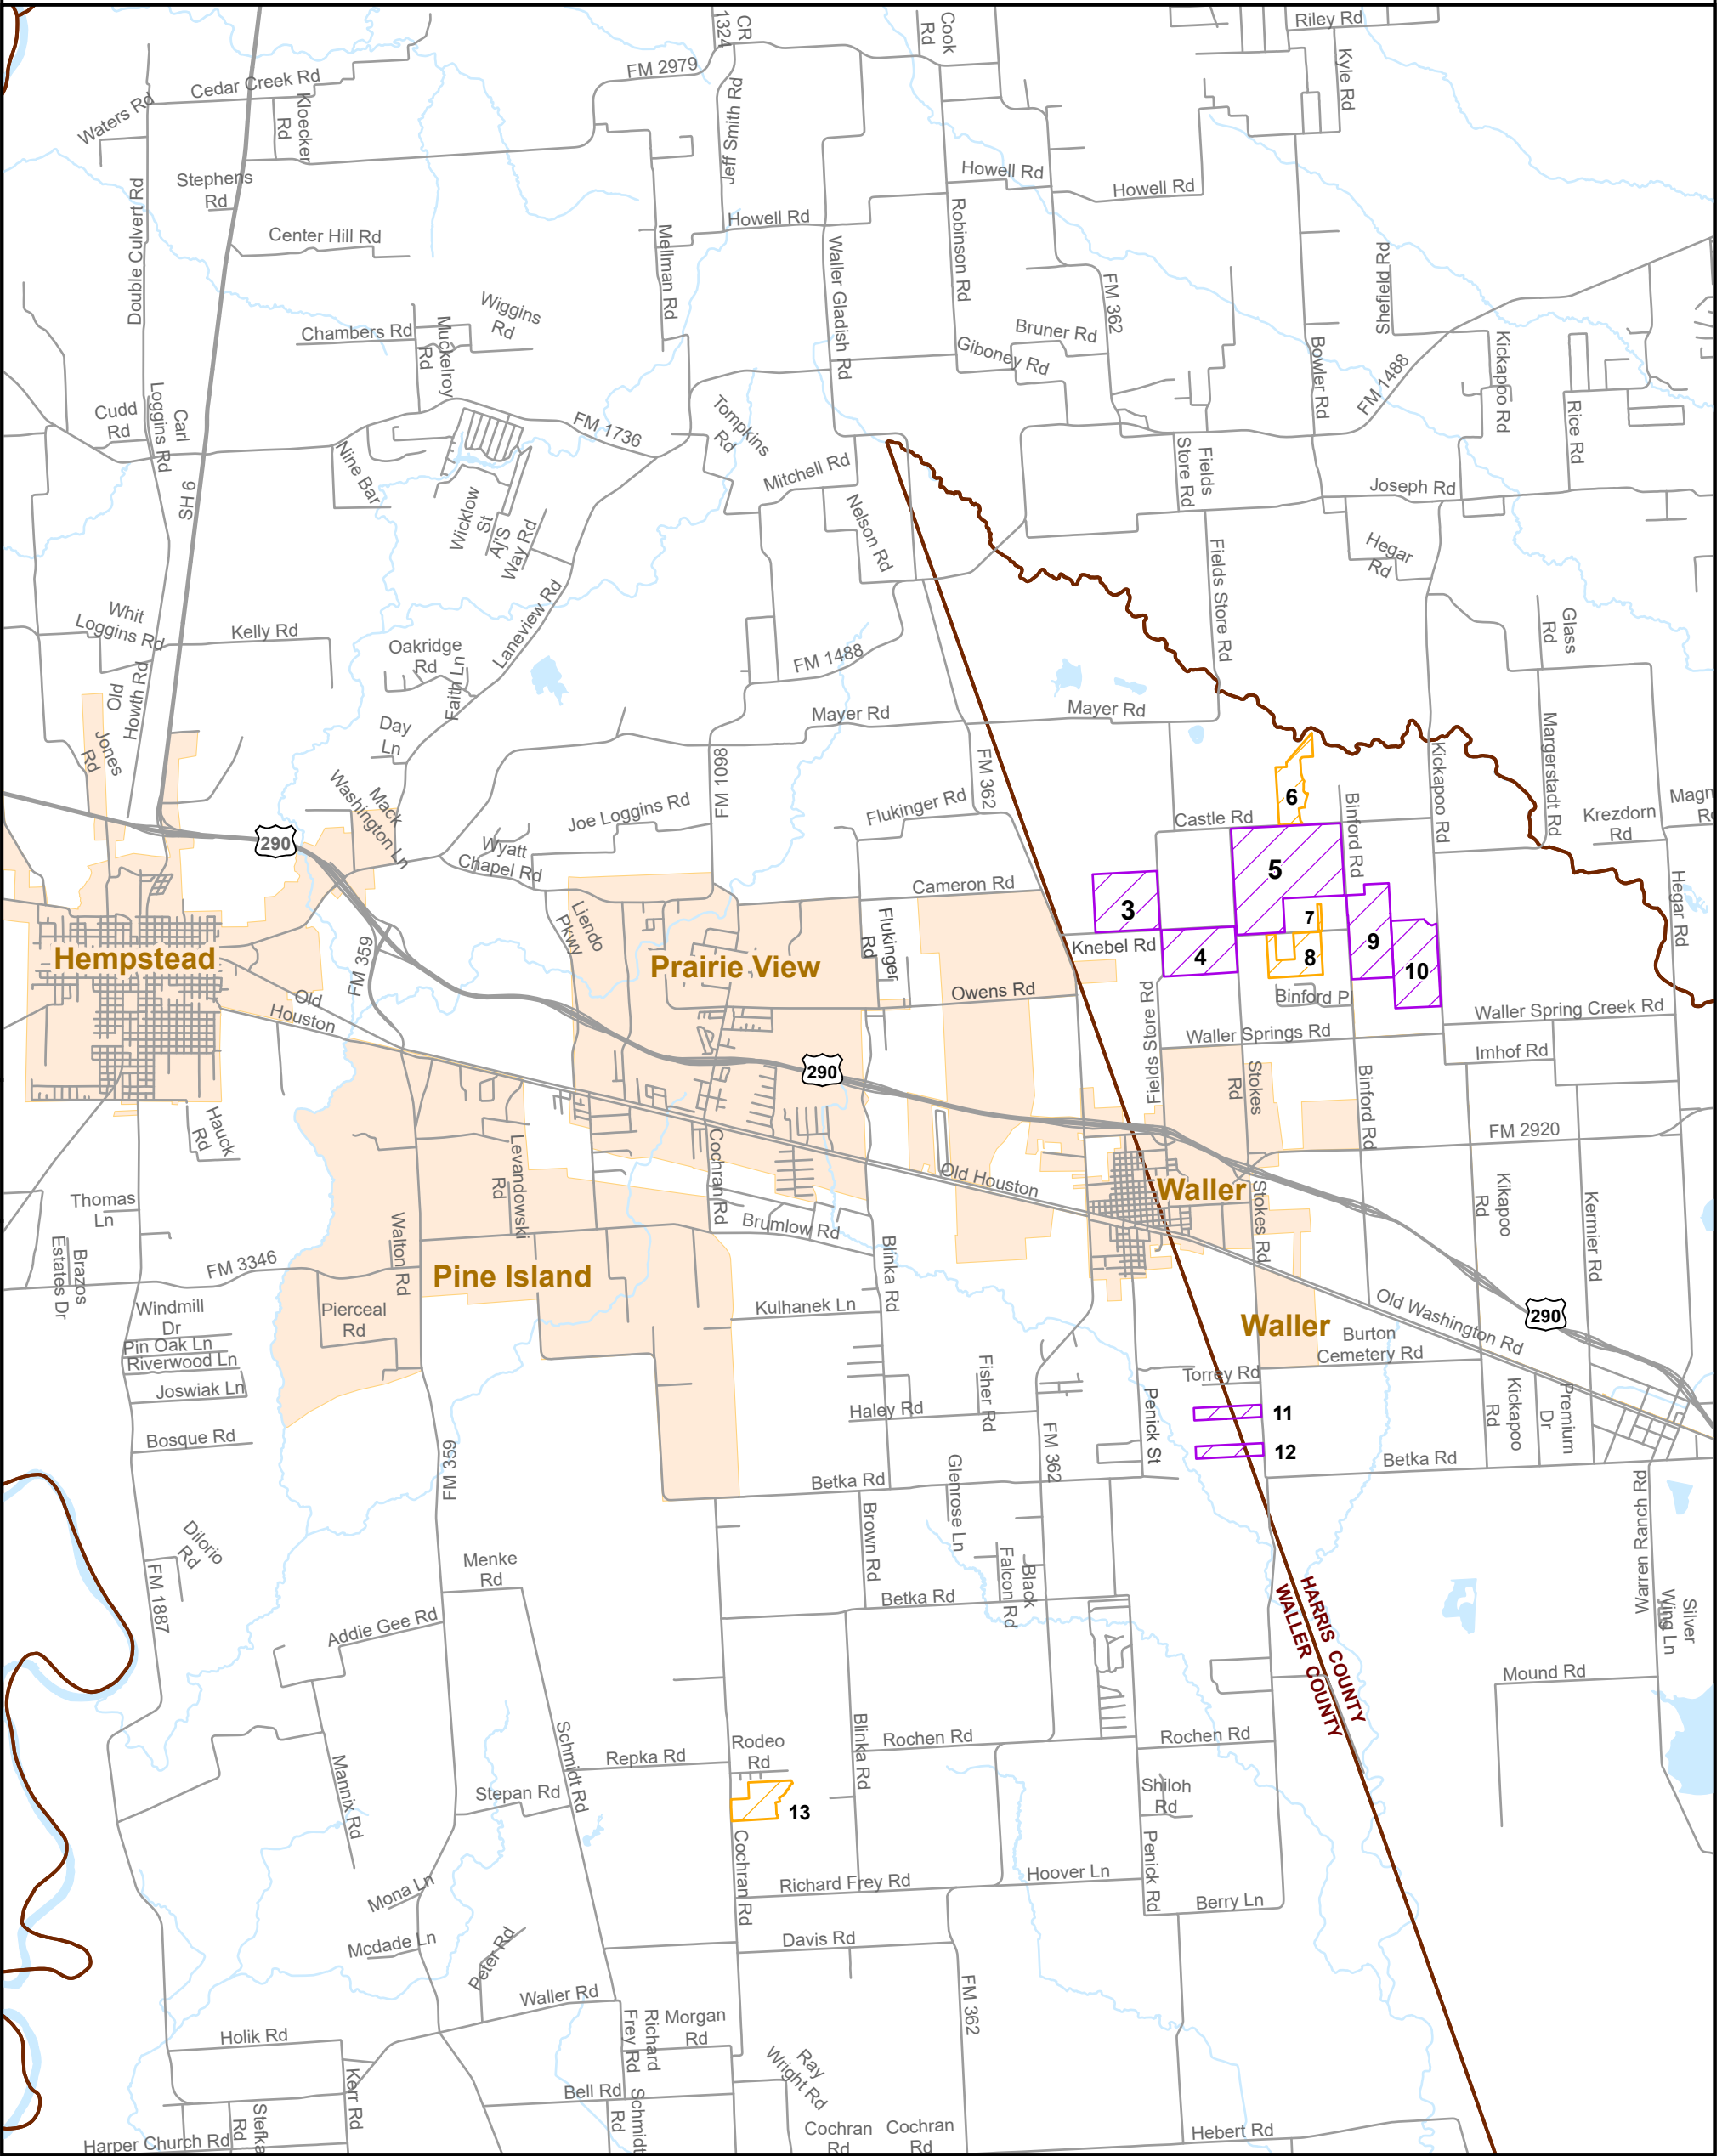 Riley Rd
CR
1324
Cook
Rd
Kyle Rd
FM 2979
Cedar Creek Rd
Waters Rd
Kloecker
Rd
Jeff Smith Rd
Stephens
Rd
Howell Rd
Howell Rd
Double Culvert Rd
Center Hill Rd
Howell Rd
Mellman Rd
Waller Gladish Rd
Robinson Rd
FM 362
Sheffield Rd
Wiggins
Rd
Chambers Rd
Muckelroy
Rd
Bruner Rd
Giboney Rd
Bowler Rd
FM 1488
Kickapoo Rd
Rice Rd
Cudd
Rd
Loggins Rd
Carl
SH 6
FM 1736
Tompkins
Rd
Nine Bar
Mitchell Rd
Fields
Store Rd
Joseph Rd
Wicklow
St
Aj'S
Way Rd
Nelson Rd
Hegar
Rd
Fields Store Rd
Whit
Loggins Rd
Kelly Rd
Laneview Rd
Oakridge
Rd
Faith Ln
FM 1488
Glass
Rd
Old
Howth Rd
Jones
Rd
Day
Ln
Mayer Rd
Mayer Rd
Margerstadt Rd
Kickapoo Rd
FM 1098
FM 362
Mack
Washington Ln
Joe Loggins Rd
Flukinger Rd
6
Castle Rd
Binford Rd
Krezdorn
Rd
Magn
290
Wyatt
Chapel Rd
Cameron Rd
5
3
7
Hegar Rd
Liendo
Pkwy
Flukinger
Rd
Knebel Rd
4
8
9
10
Hempstead
Prairie View
FM 359
Owens Rd
Binford Pl
Old
Houston
Fields Store Rd
Waller Springs Rd
Waller Spring Creek Rd
Imhof Rd
290
Stokes
Rd
Binford Rd
Hauck
Rd
FM 2920
Levandowski
Rd
Cochran Rd
Old Houston
Waller
Thomas
Ln
Walton Rd
Brumlow Rd
Stokes Rd
Kikapoo
Rd
Kermier Rd
Brazos
Estates Dr
FM 3346
Pine Island
Blinka Rd
Windmill
Dr
Pierceal
Rd
Kulhanek Ln
Old Washington Rd
290
Waller
Pin Oak Ln
Riverwood Ln
Burton
Cemetery Rd
Joswiak Ln
Fisher Rd
Torrey Rd
Penick St
Haley Rd
11
Kickapoo
Rd
Premium
Dr
Bosque Rd
FM 359
FM 362
12
Betka Rd
Betka Rd
Glenrose Ln
Warren Ranch Rd
Dilorio
Rd
Brown Rd
FM 1887
Menke
Rd
Black
Falcon Rd
Betka Rd
HARRIS COUNTY
WALLER COUNTY
Silver
Wing Ln
Addie Gee Rd
Mound Rd
Schmidt Rd
Blinka Rd
Rochen Rd
Rochen Rd
Rodeo
Rd
Repka Rd
Mannix Rd
Stepan Rd
Shiloh
Rd
13
Cochran Rd
Penick Rd
Richard Frey Rd
Hoover Ln
Mona Ln
Berry Ln
Mcdade Ln
Peter Rd
Davis Rd
FM 362
Waller Rd
Richard
Frey Rd
Morgan
Rd
Holik Rd
Ray
Wright Rd
Kerr Rd
Bell Rd
Schmidt
Rd
Stefka
Rd
Cochran
Rd
Cochran
Rd
Hebert Rd
Harper Church Rd